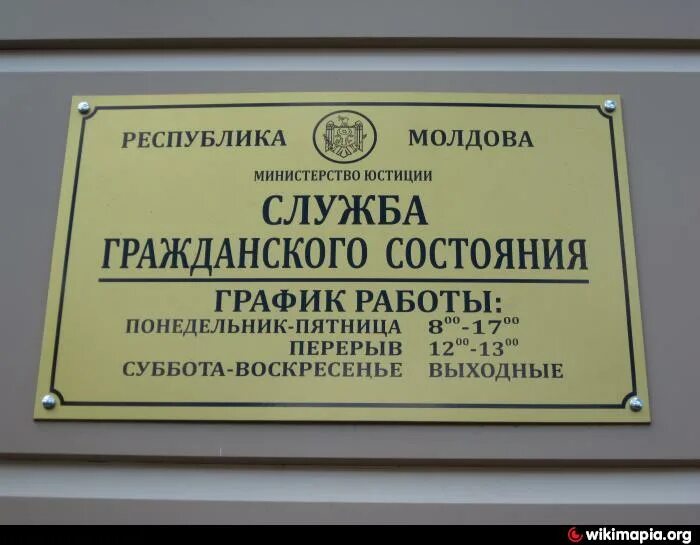 РЕСПУБЛИКА МОЛДОВА
МИНИСТЕРСТВО ЮСТИЦИИ
СЛУЖБА
ГРАЖДАНСКОГО СОСТОЯНИЯ
ГРАФИК РАБОТЫ:
ПОНЕДЕЛЬНИК-ПЯТНИЦА 8⁰⁰-17⁰⁰
ПЕРЕРЫВ 12⁰⁰-13⁰⁰
СУББОТА-ВОСКРЕСЕНЬЕ ВЫХОДНЫЕ
wikimapia.org